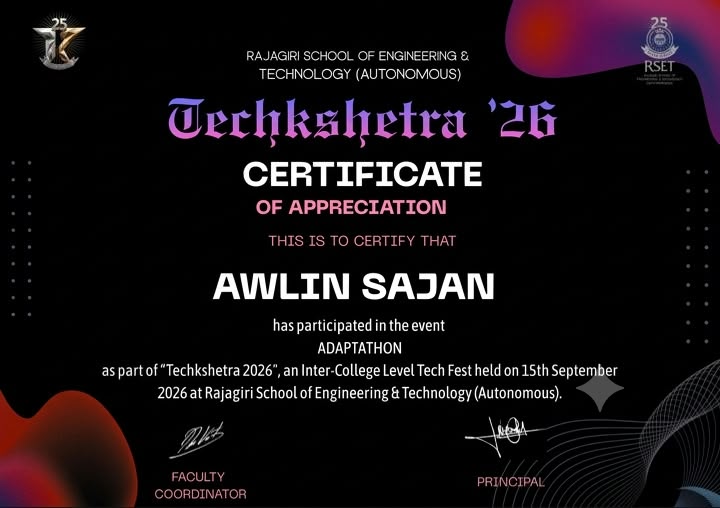 25
25
RSET
RAJAGIRI SCHOOL OF ENGINEERING &
TECHNOLOGY (AUTONOMOUS)
Techkshetra '26
CERTIFICATE
OF APPRECIATION
THIS IS TO CERTIFY THAT
AWLIN SAJAN
has participated in the event
ADAPTATHON
as part of "Techkshetra 2026", an Inter-College Level Tech Fest held on 15th September
2026 at Rajagiri School of Engineering & Technology (Autonomous).
FACULTY
COORDINATOR
PRINCIPAL